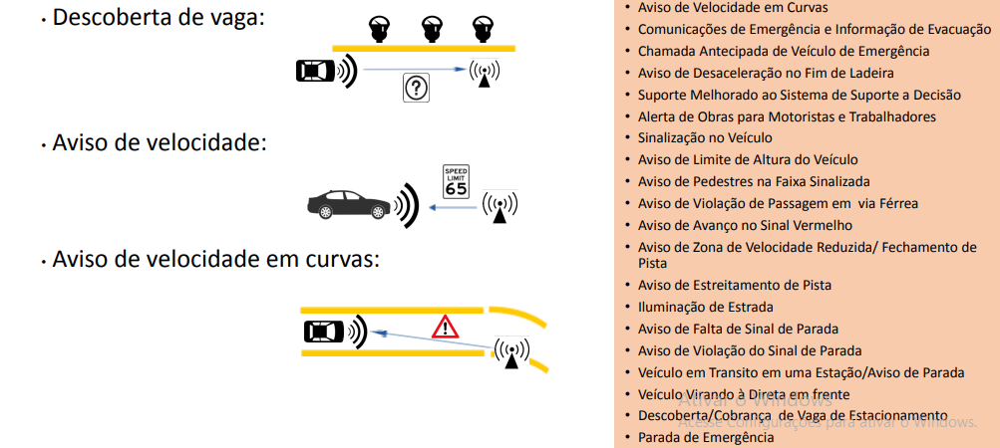 • Descoberta de vaga:
?
• Aviso de velocidade:
SPEED
LIMIT
65
• Aviso de velocidade em curvas:
!
• Aviso de Velocidade em Curvas
• Comunicações de Emergência e Informação de Evacuação
• Chamada Antecipada de Veículo de Emergência
• Aviso de Desaceleração no Fim de Ladeira
• Suporte Melhorado ao Sistema de Suporte a Decisão
• Alerta de Obras para Motoristas e Trabalhadores
• Sinalização no Veículo
• Aviso de Limite de Altura do Veículo
• Aviso de Pedestres na Faixa Sinalizada
• Aviso de Violação de Passagem em via Férrea
• Aviso de Avanço no Sinal Vermelho
• Aviso de Zona de Velocidade Reduzida/ Fechamento de
Pista
• Aviso de Estreitamento de Pista
• Iluminação de Estrada
• Aviso de Falta de Sinal de Parada
• Aviso de Violação do Sinal de Parada
• Veículo em Transito em uma Estação/Aviso de Parada
• Veículo Virando à Direta em frente
• Descoberta/Cobrança de Vaga de Estacionamento
• Parada de Emergência
Ativar o Windows
Acesse Configurações para ativar o Windows.